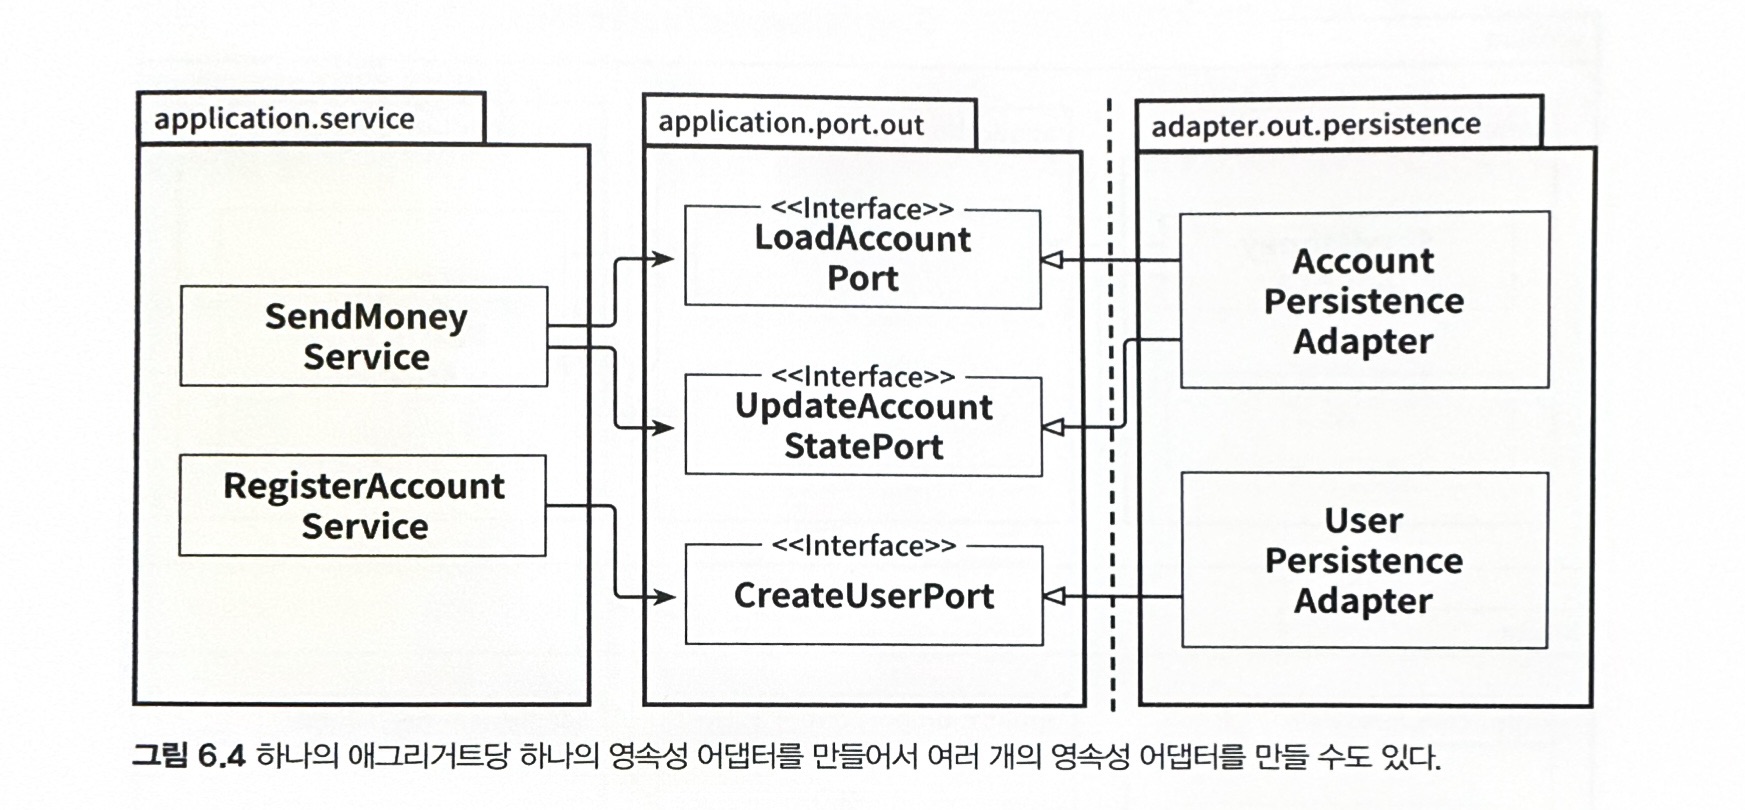 application.service
SendMoney
Service
RegisterAccount
Service
application.port.out
<<Interface>>
LoadAccount
Port
<<Interface>>
UpdateAccount
StatePort
<<Interface>>
CreateUserPort
adapter.out.persistence
Account
Persistence
Adapter
User
Persistence
Adapter
그림 6.4 하나의 애그리거트당 하나의 영속성 어댑터를 만들어서 여러 개의 영속성 어댑터를 만들 수도 있다.